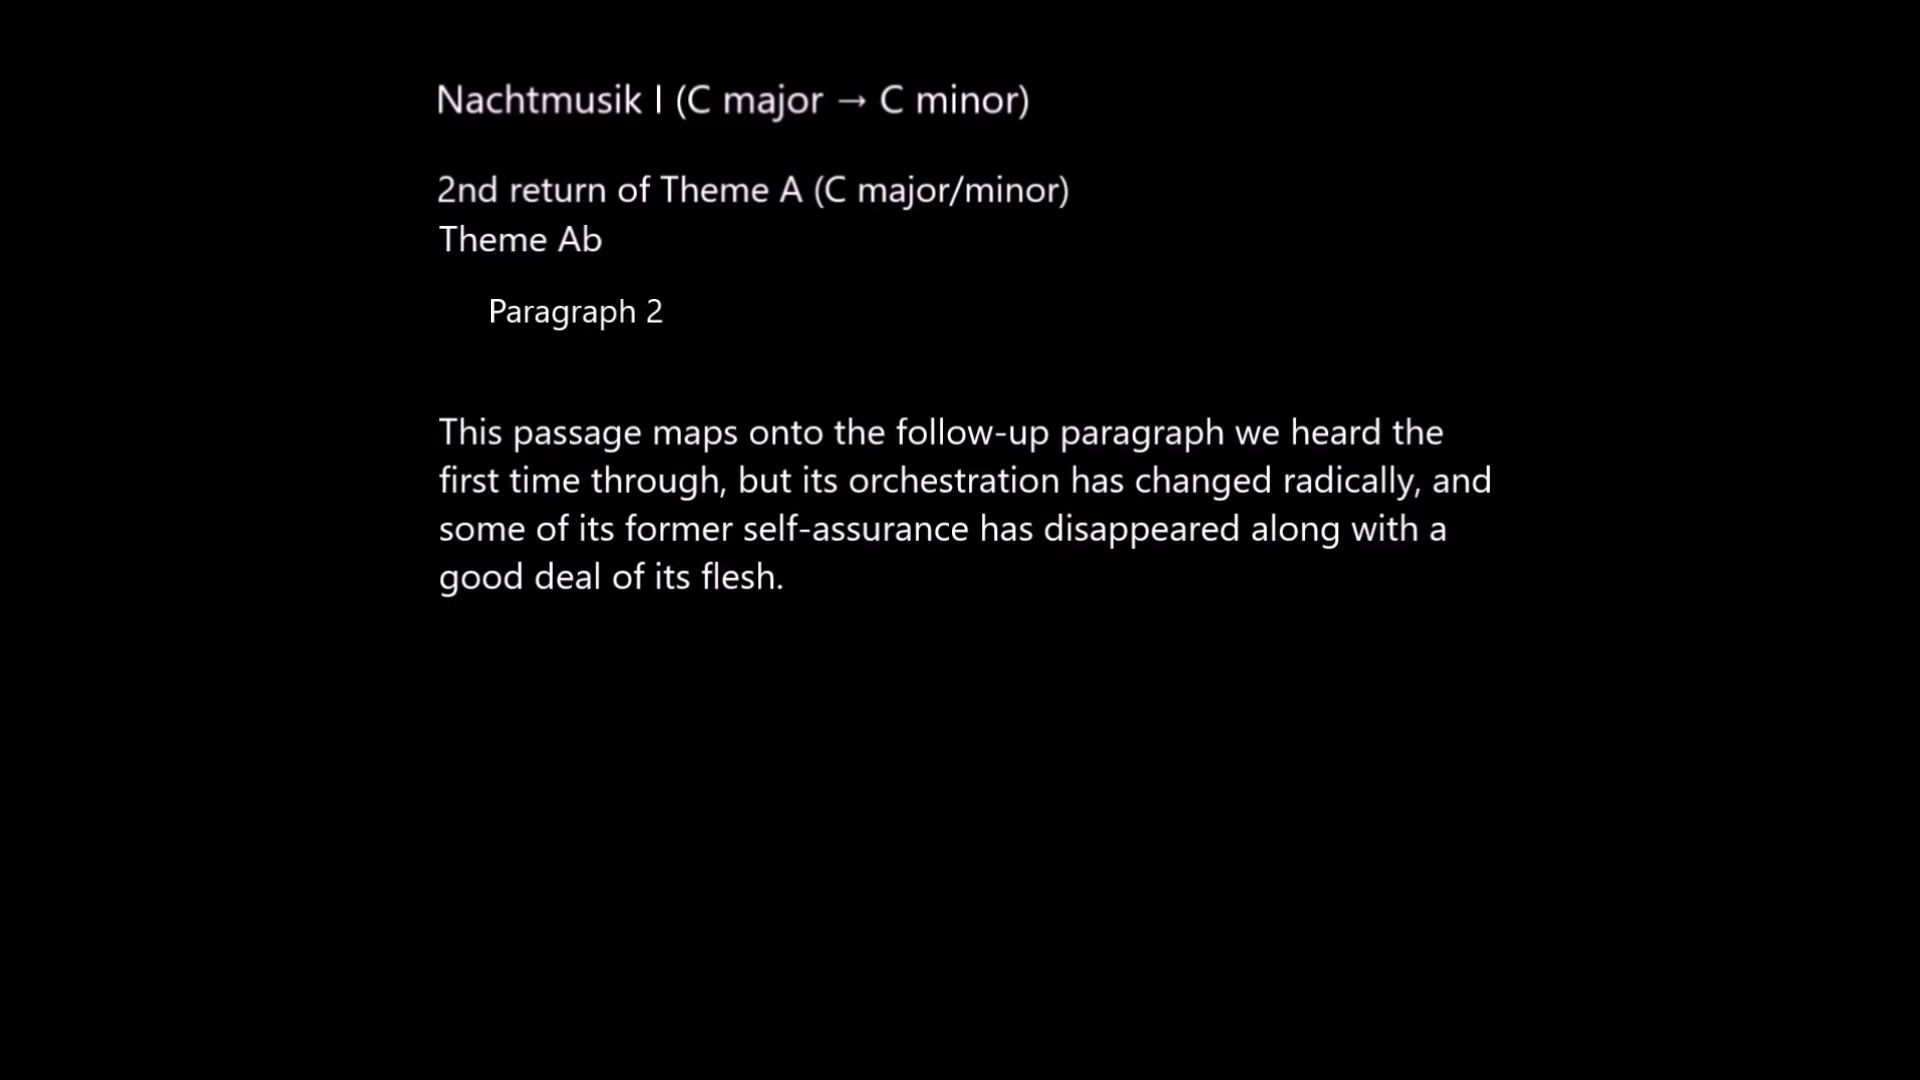 Nachtmusik I (C major → C minor)
2nd return of Theme A (C major/minor)
Theme Ab
Paragraph 2
This passage maps onto the follow-up paragraph we heard the
first time through, but its orchestration has changed radically, and
some of its former self-assurance has disappeared along with a
good deal of its flesh.